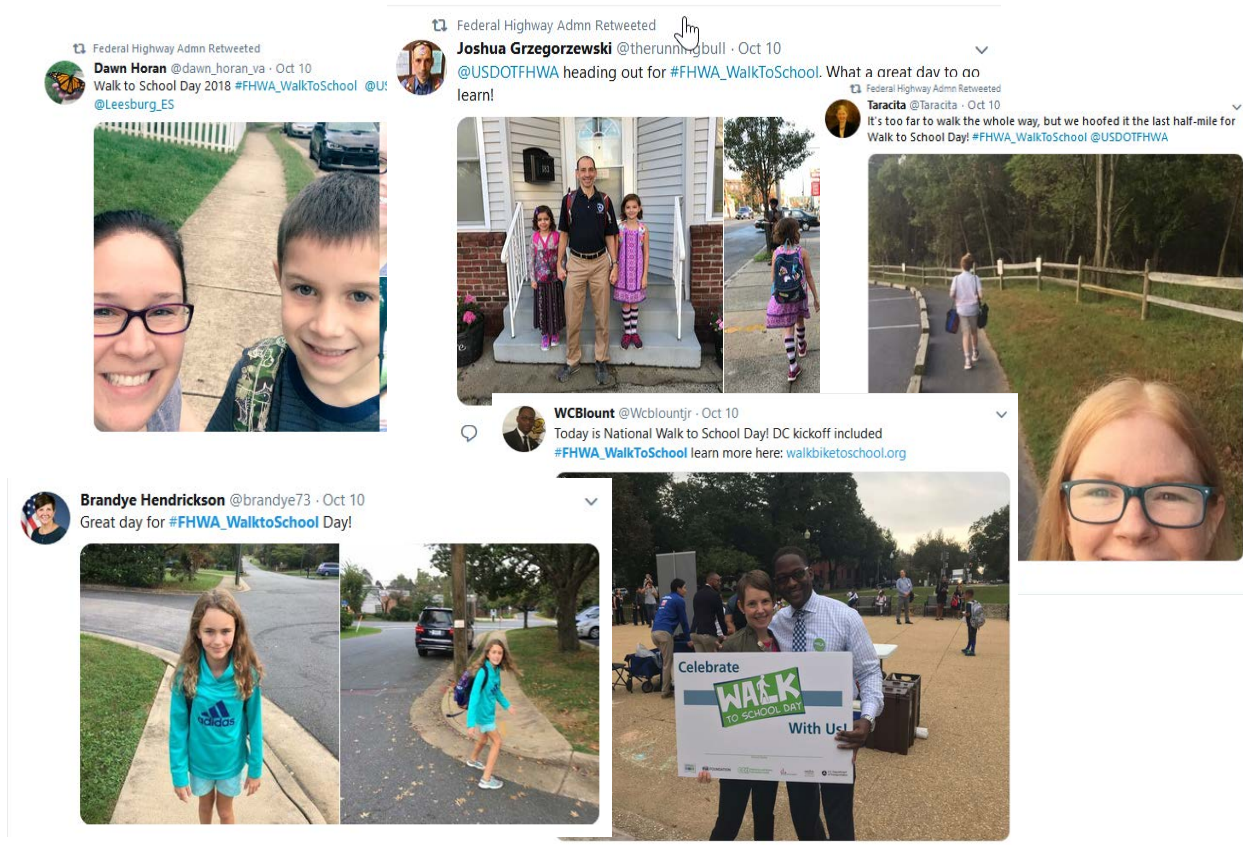 Federal Highway Admn Retweeted
Dawn Horan @dawn_horan_va · Oct 10
Walk to School Day 2018 #FHWA_WalkToSchool @US
@Leesburg_ES
Federal Highway Admn Retweeted
Joshua Grzegorzewski @therunningbull · Oct 10
@USDOTFHWA heading out for #FHWA_WalkToSchool. What a great day to go
learn!
Federal Highway Admn Retweeted
Taracita @Taracita · Oct 10
It's too far to walk the whole way, but we hoofed it the last half-mile for
Walk to School Day! #FHWA_WalkToSchool @USDOTFHWA
WCBlount @Wcblountjr · Oct 10
Today is National Walk to School Day! DC kickoff included
#FHWA_WalkToSchool learn more here: walkbiketoschool.org
Celebrate
WALK
TO SCHOOL DAY
With Us!
Brandye Hendrickson @brandye73 · Oct 10
Great day for #FHWA_WalktoSchool Day!
adidas